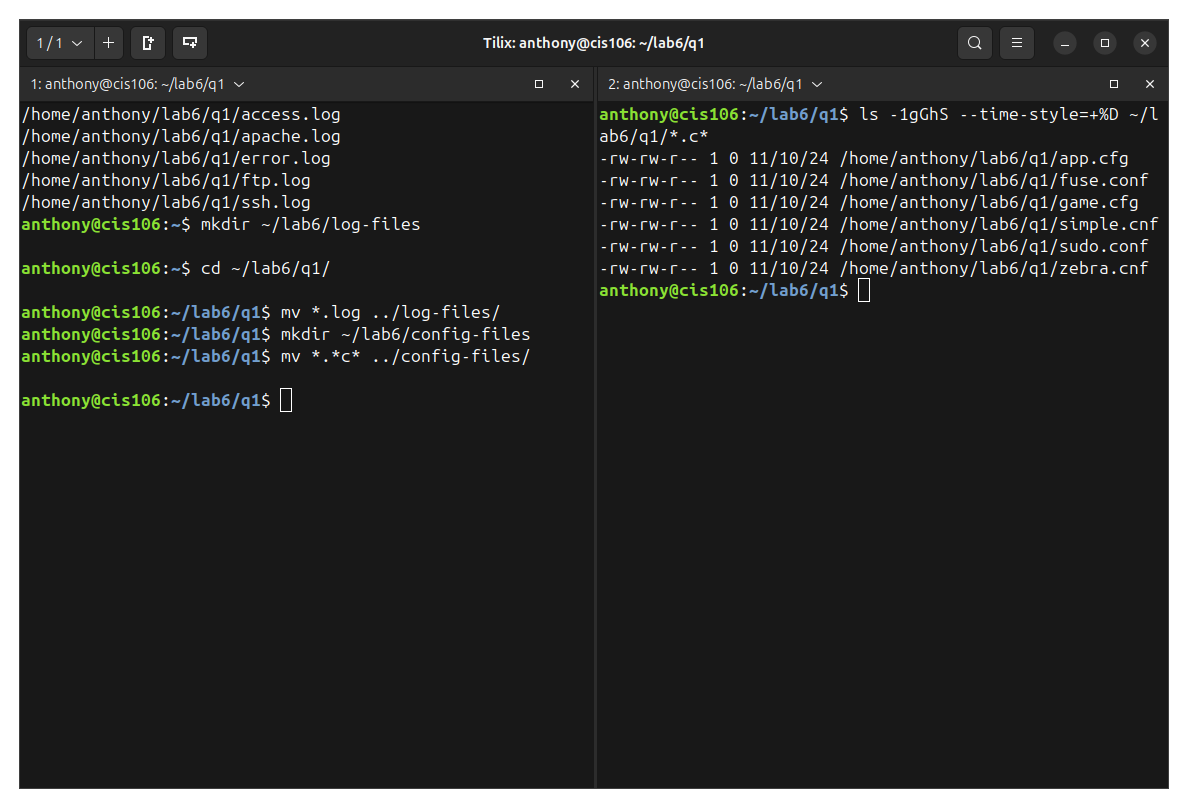 1 / 1
Tilix: anthony@cis106: ~/lab6/q1
1: anthony@cis106: ~/lab6/q1
/home/anthony/lab6/q1/access.log
/home/anthony/lab6/q1/apache.log
/home/anthony/lab6/q1/error.log
/home/anthony/lab6/q1/ftp.log
/home/anthony/lab6/q1/ssh.log
anthony@cis106:~$ mkdir ~/lab6/log-files
anthony@cis106:~$ cd ~/lab6/q1/
anthony@cis106:~/lab6/q1$ mv *.log ../log-files/
anthony@cis106:~/lab6/q1$ mkdir ~/lab6/config-files
anthony@cis106:~/lab6/q1$ mv *.*c* ../config-files/
anthony@cis106:~/lab6/q1$
2: anthony@cis106: ~/lab6/q1
anthony@cis106:~/lab6/q1$ ls -1gGhS --time-style=+%D ~/l
ab6/q1/*.c*
-rw-rw-r-- 1 0 11/10/24 /home/anthony/lab6/q1/app.cfg
-rw-rw-r-- 1 0 11/10/24 /home/anthony/lab6/q1/fuse.conf
-rw-rw-r-- 1 0 11/10/24 /home/anthony/lab6/q1/game.cfg
-rw-rw-r-- 1 0 11/10/24 /home/anthony/lab6/q1/simple.cnf
-rw-rw-r-- 1 0 11/10/24 /home/anthony/lab6/q1/sudo.conf
-rw-rw-r-- 1 0 11/10/24 /home/anthony/lab6/q1/zebra.cnf
anthony@cis106:~/lab6/q1$